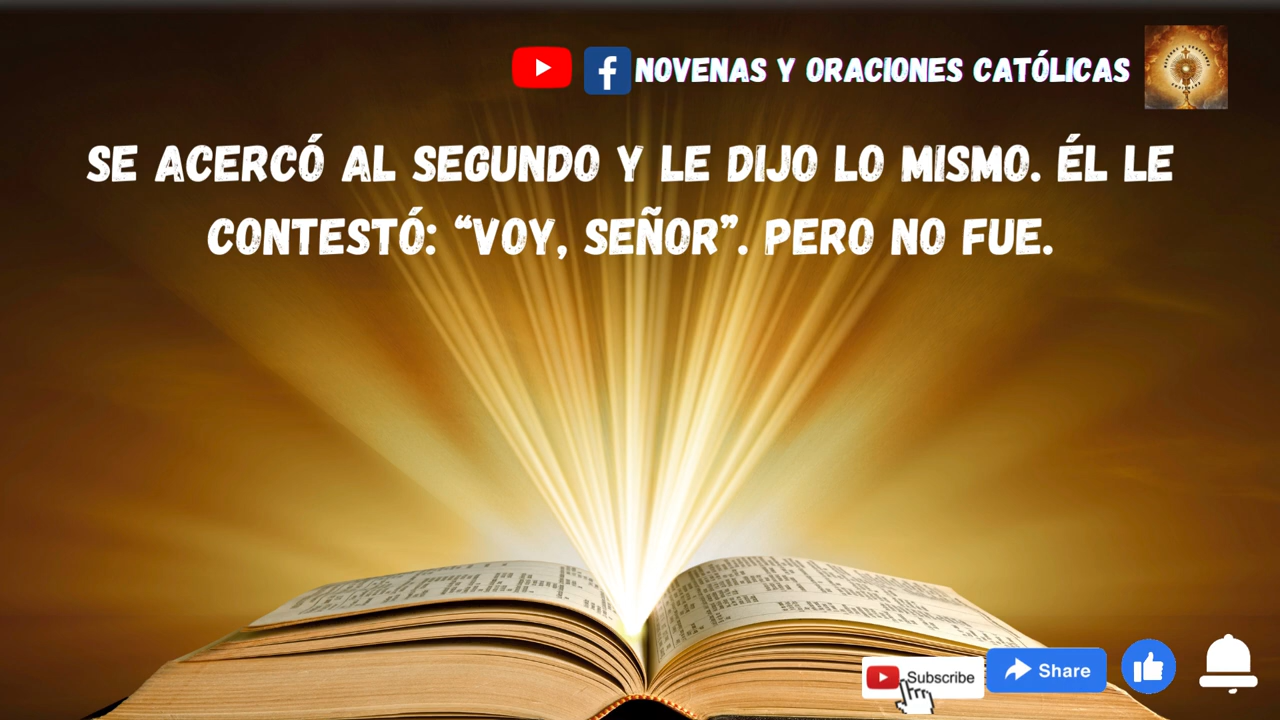 NOVENAS Y ORACIONES CATÓLICAS
SE ACERCÓ AL SEGUNDO Y LE DIJO LO MISMO. ÉL LE
CONTESTÓ: “VOY, SEÑOR”. PERO NO FUE.
Subscribe
Share